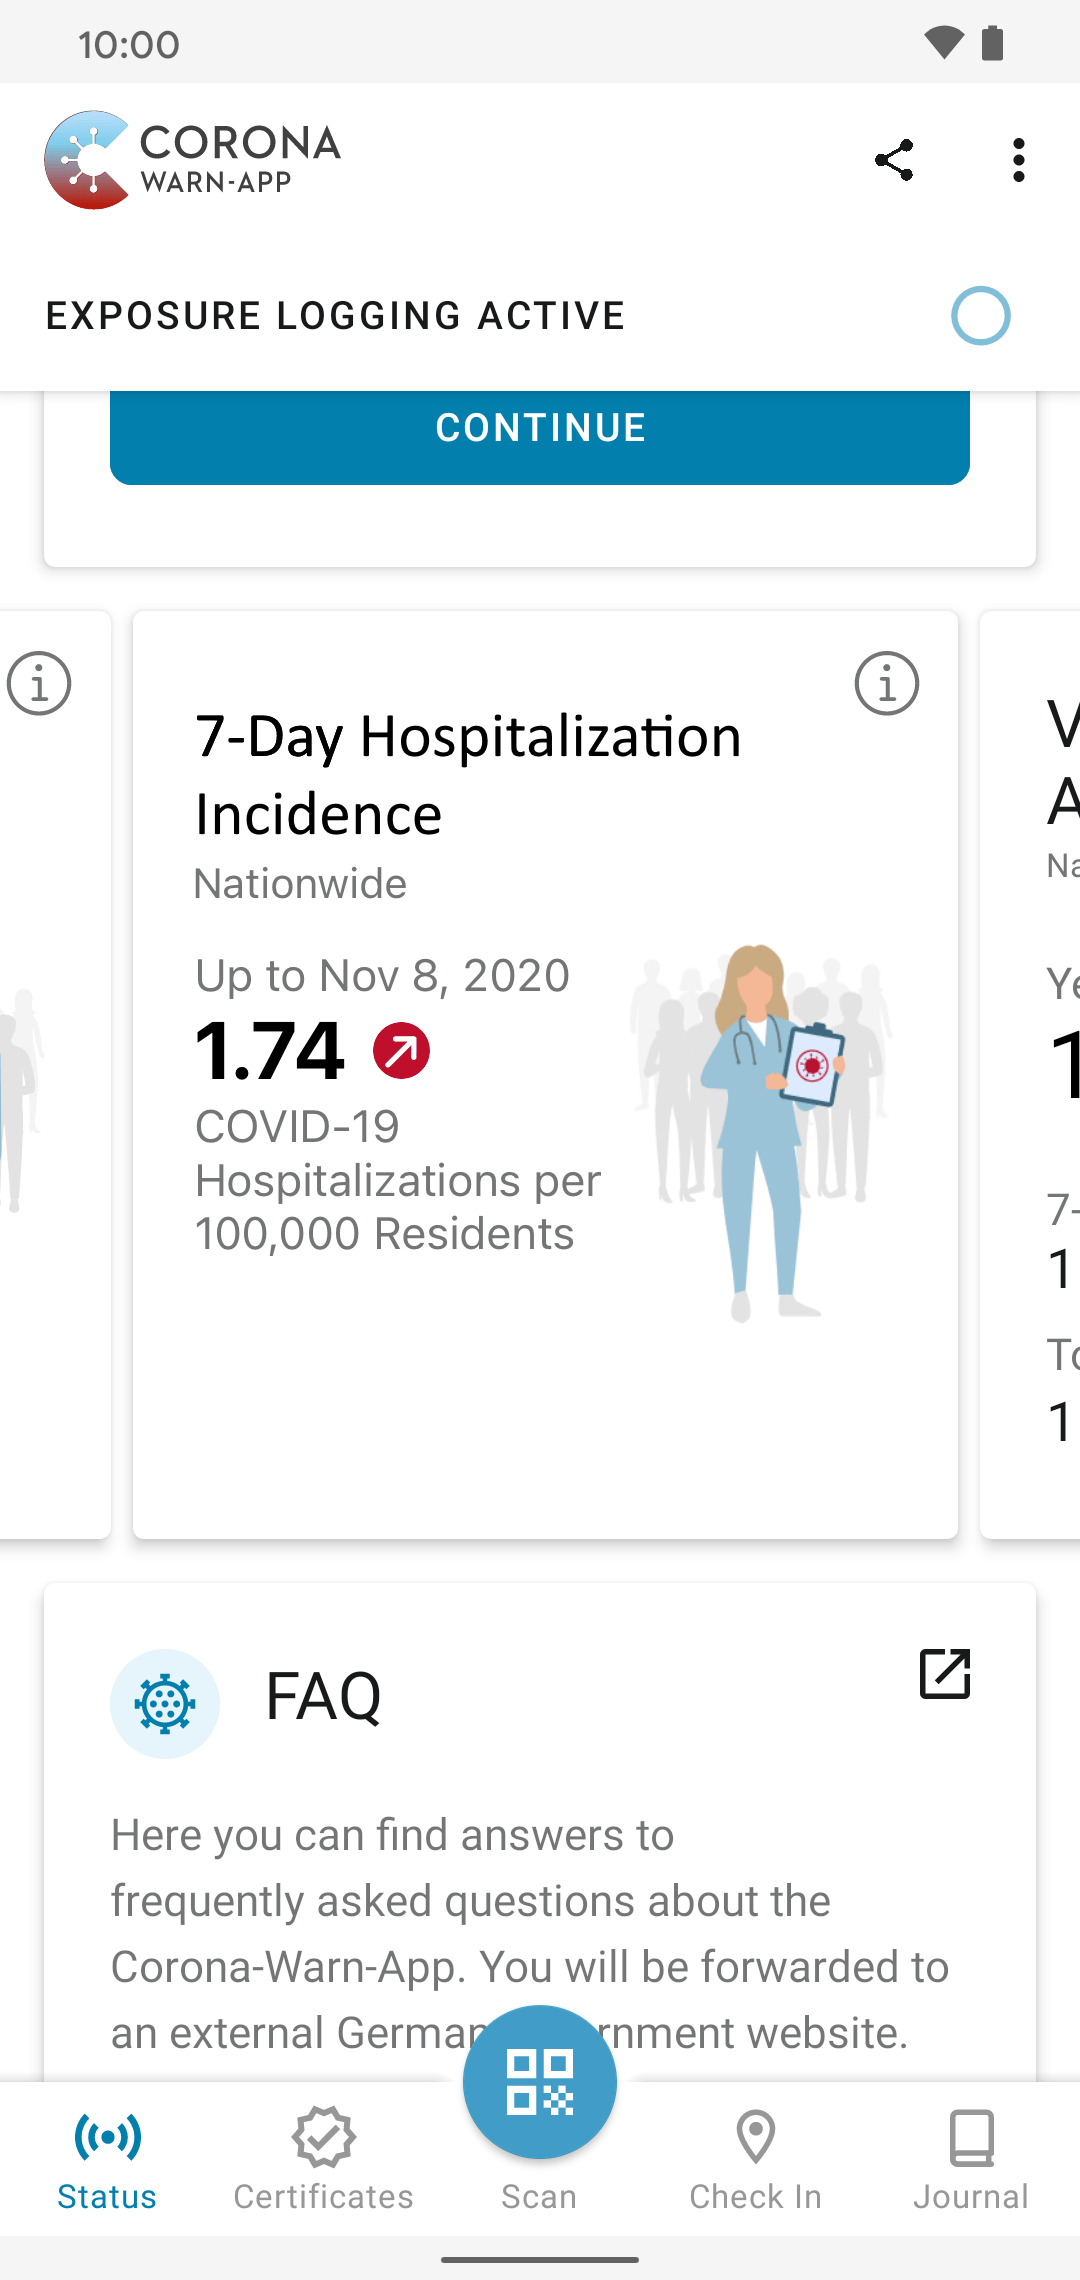 10:00
CORONA
WARN-APP
EXPOSURE LOGGING ACTIVE
CONTINUE
7-Day Hospitalization
Incidence
Nationwide
Up to Nov 8, 2020
1.74
COVID-19
Hospitalizations per
100,000 Residents
V
A
Na
Ye
1
7-
1
To
1
FAQ
Here you can find answers to
frequently asked questions about the
Corona-Warn-App. You will be forwarded to
an external German rnment website.
Status
Certificates
Scan
Check In
Journal